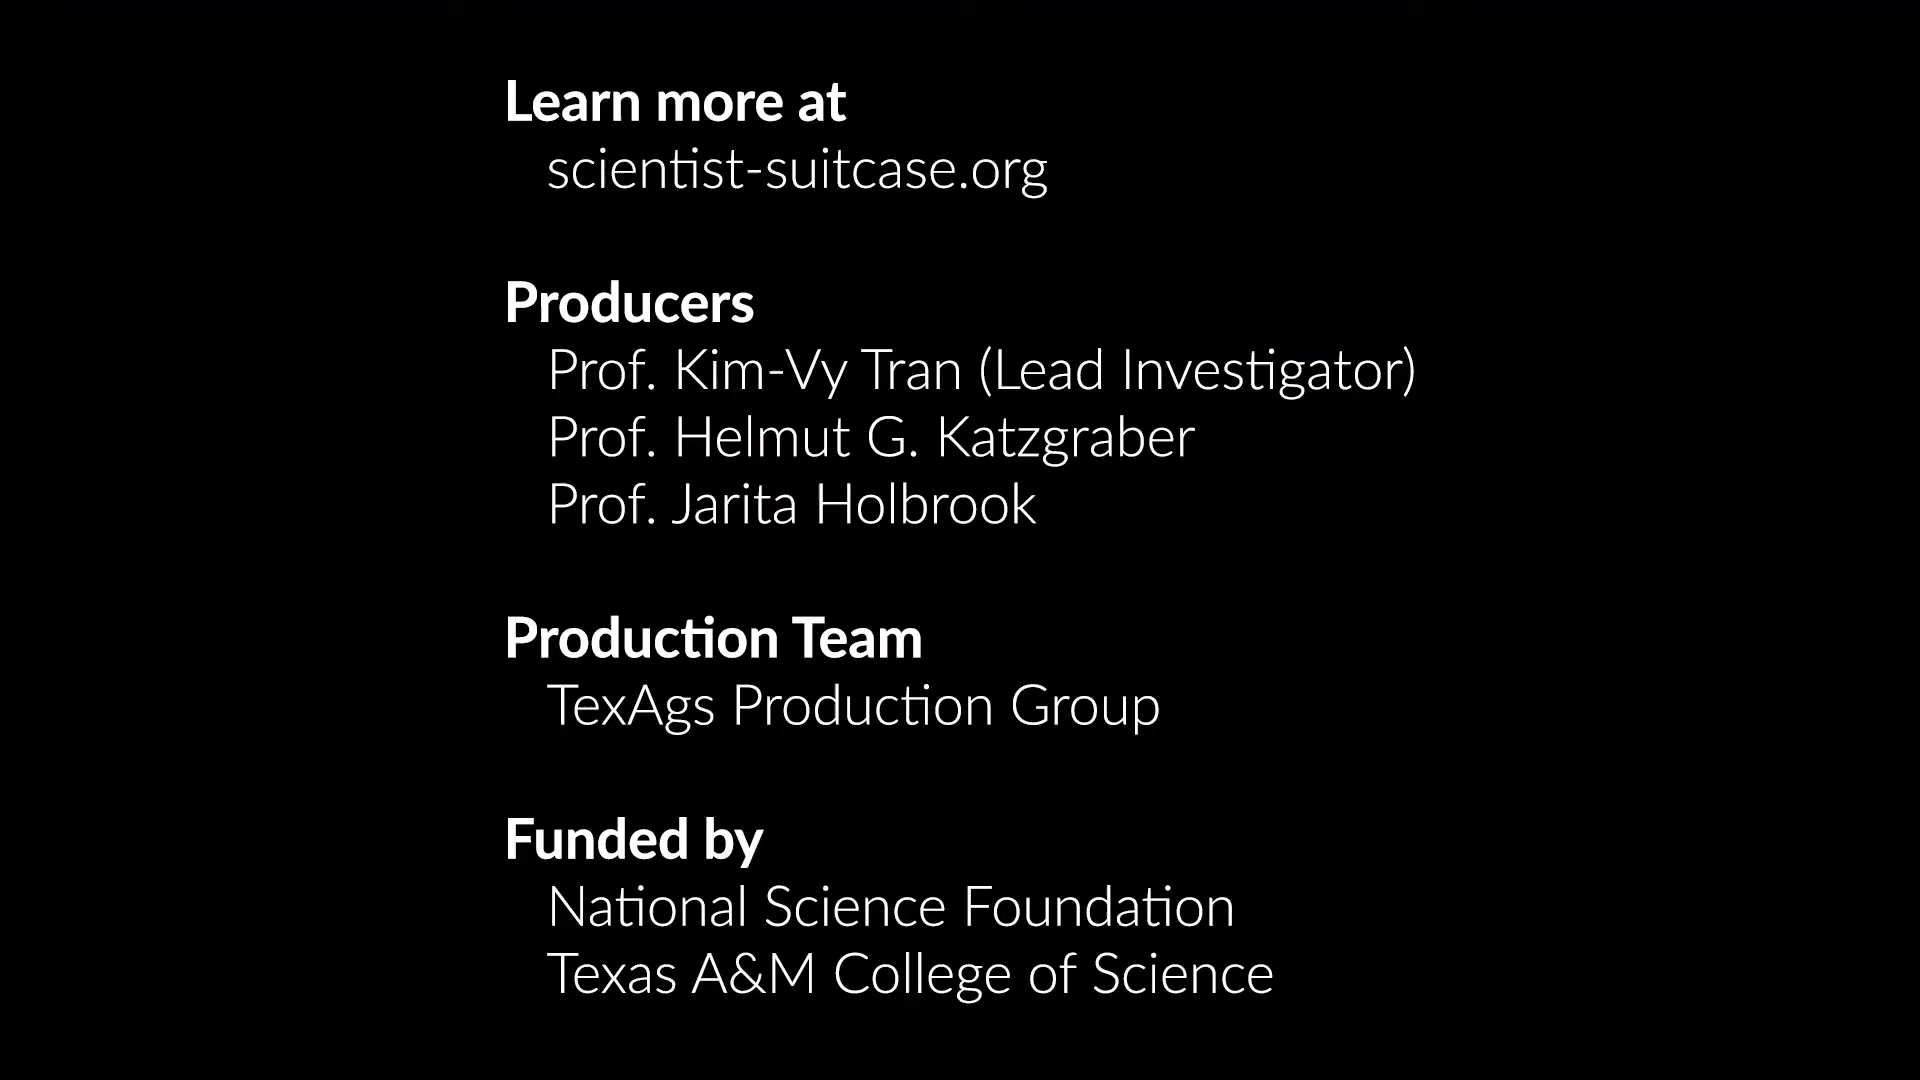 Learn more at
scientist-suitcase.org
Producers
Prof. Kim-Vy Tran (Lead Investigator)
Prof. Helmut G. Katzgraber
Prof. Jarita Holbrook
Production Team
TexAgs Production Group
Funded by
National Science Foundation
Texas A&M College of Science